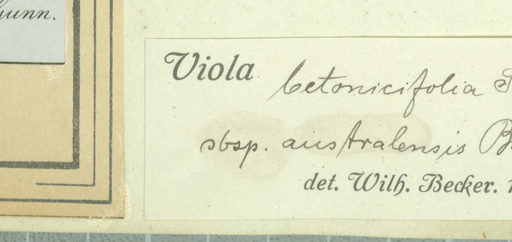 Viola betonicifolia
sbsp. australensis
det. Wilh. Becker.